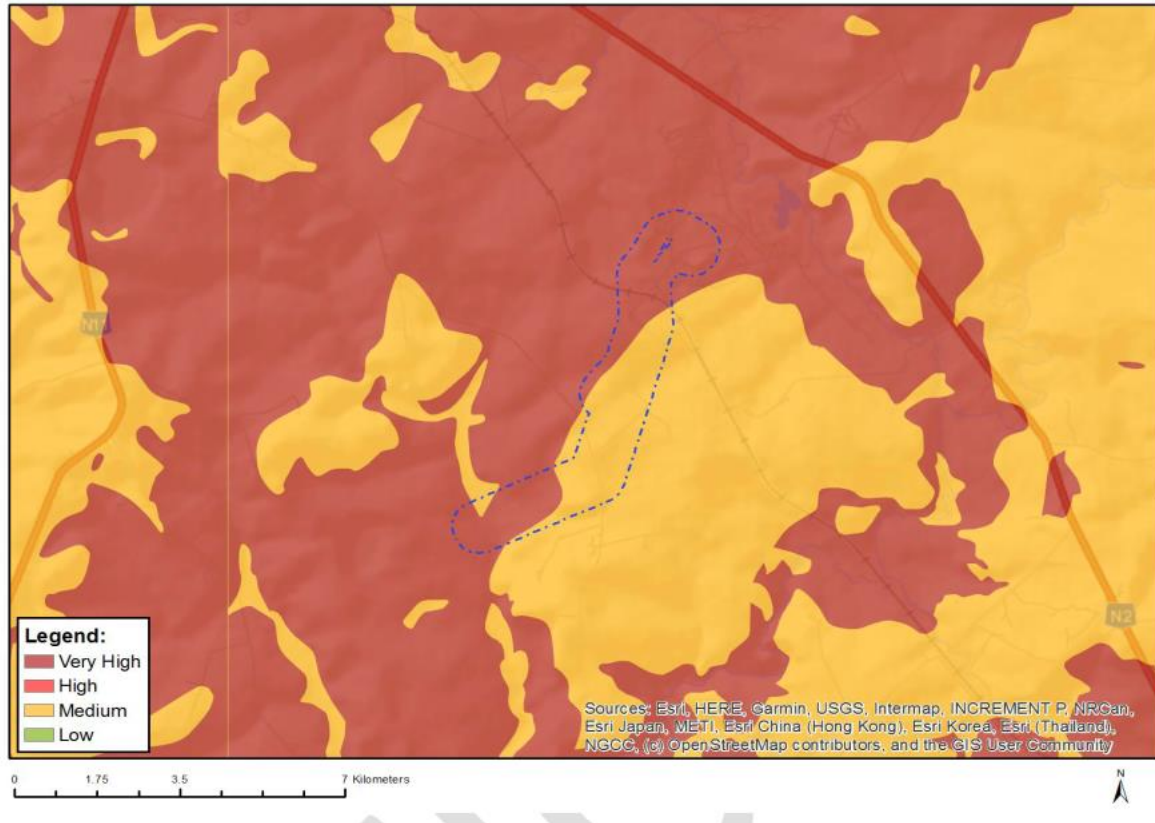 N11
N2
Legend:
Very High
High
Medium
Low
Sources: Esri, HERE, Garmin, USGS, Intermap, INCREMENT P, NRCan,
Esri Japan, METI, Esri China (Hong Kong), Esri Korea, Esri (Thailand),
NGCC, (c) OpenStreetMap contributors, and the GIS User Community
0 1.75 3.5 7 Kilometers
N